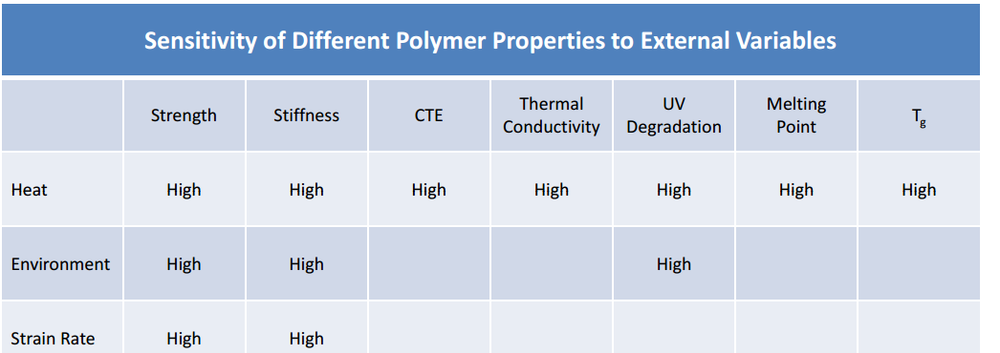 Sensitivity of Different Polymer Properties to External Variables
Strength Stiffness CTE Thermal Conductivity UV Degradation Melting Point Tg
Heat High High High High High High High
Environment High High High
Strain Rate High High